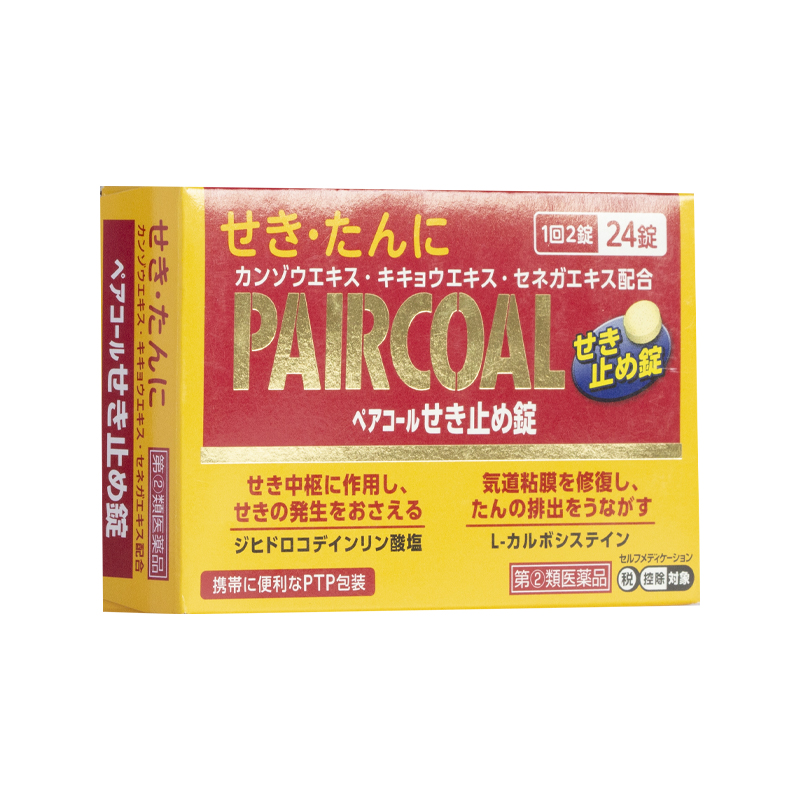 せき・たんに
1回2錠 24錠
カンゾウエキス・キキョウエキス・セネガエキス配合
PAIRCOAL
せき止め錠
ペアコールせき止め錠
せき中枢に作用し、
せきの発生をおさえる
ジヒドロコデインリン酸塩
気道粘膜を修復し、
たんの排出をうながす
L-カルボシステイン
携帯に便利なPTP包装
第②類医薬品
セルフメディケーション
税 控除 対象
せき・たんに
カンゾウエキス・キキョウエキス・セネガエキス配合
ペアコールせき止め錠
第②類医薬品